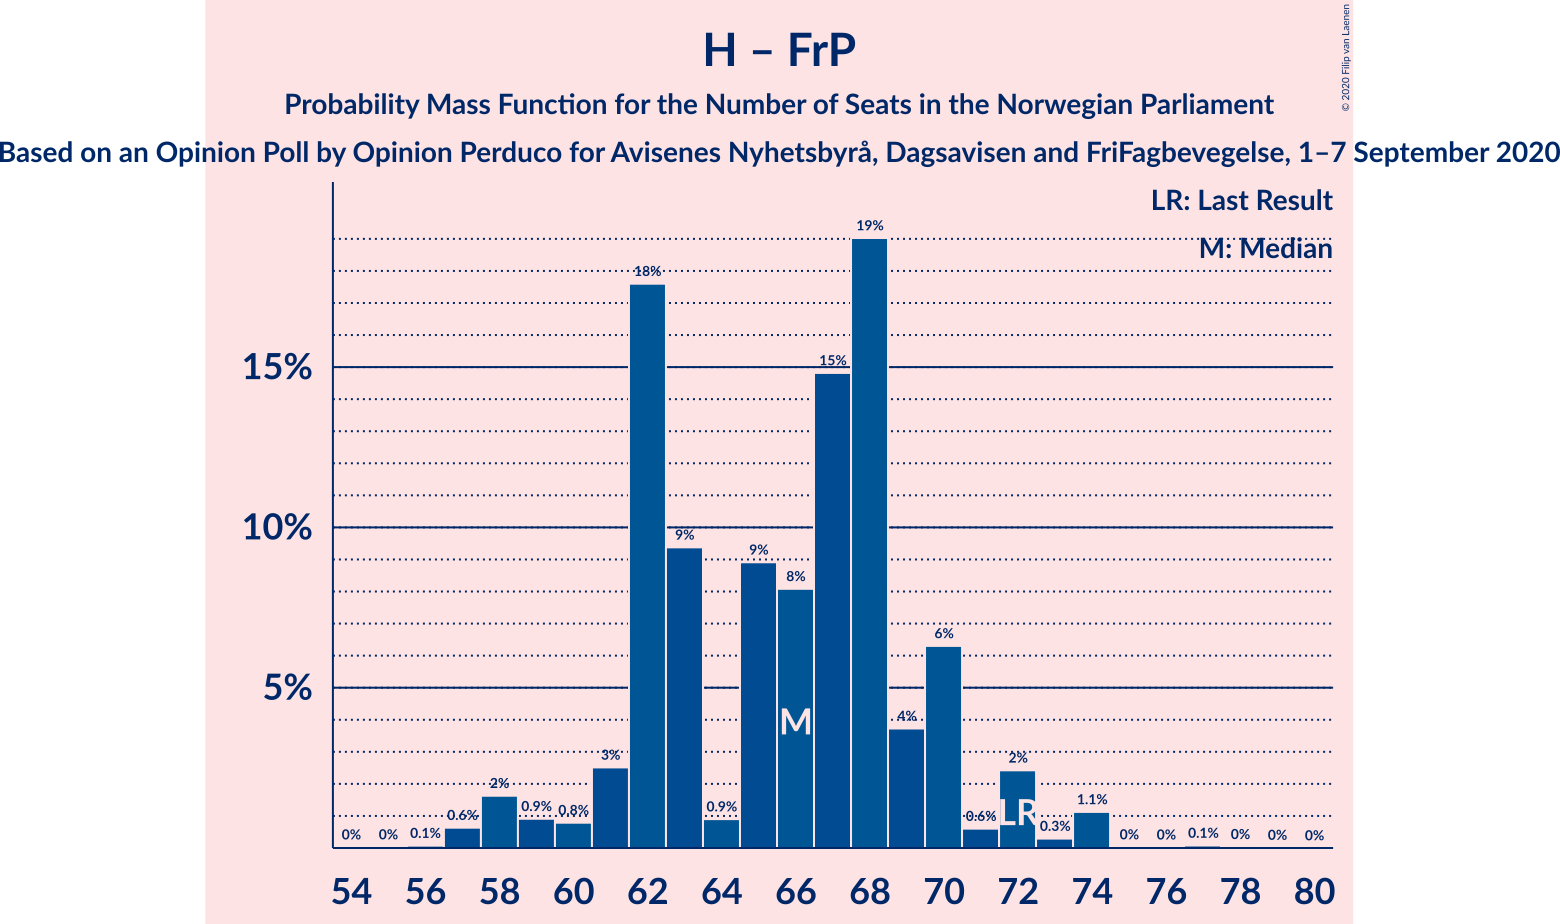 H – FrP
Probability Mass Function for the Number of Seats in the Norwegian Parliament
Based on an Opinion Poll by Opinion Perduco for Avisenes Nyhetsbyrå, Dagsavisen and FriFagbevegelse, 1–7 September 2020
© 2020 Filip van Laenen
LR: Last Result
M: Median
15%
10%
5%
0% 0% 0.1% 0.6% 2% 0.9% 0.8% 3% 18% 9% 0.9% 9% 8% 15% 19% 4% 6% 0.6% 2% 0.3% 1.1% 0% 0% 0.1% 0% 0% 0%
M
LR
54 56 58 60 62 64 66 68 70 72 74 76 78 80